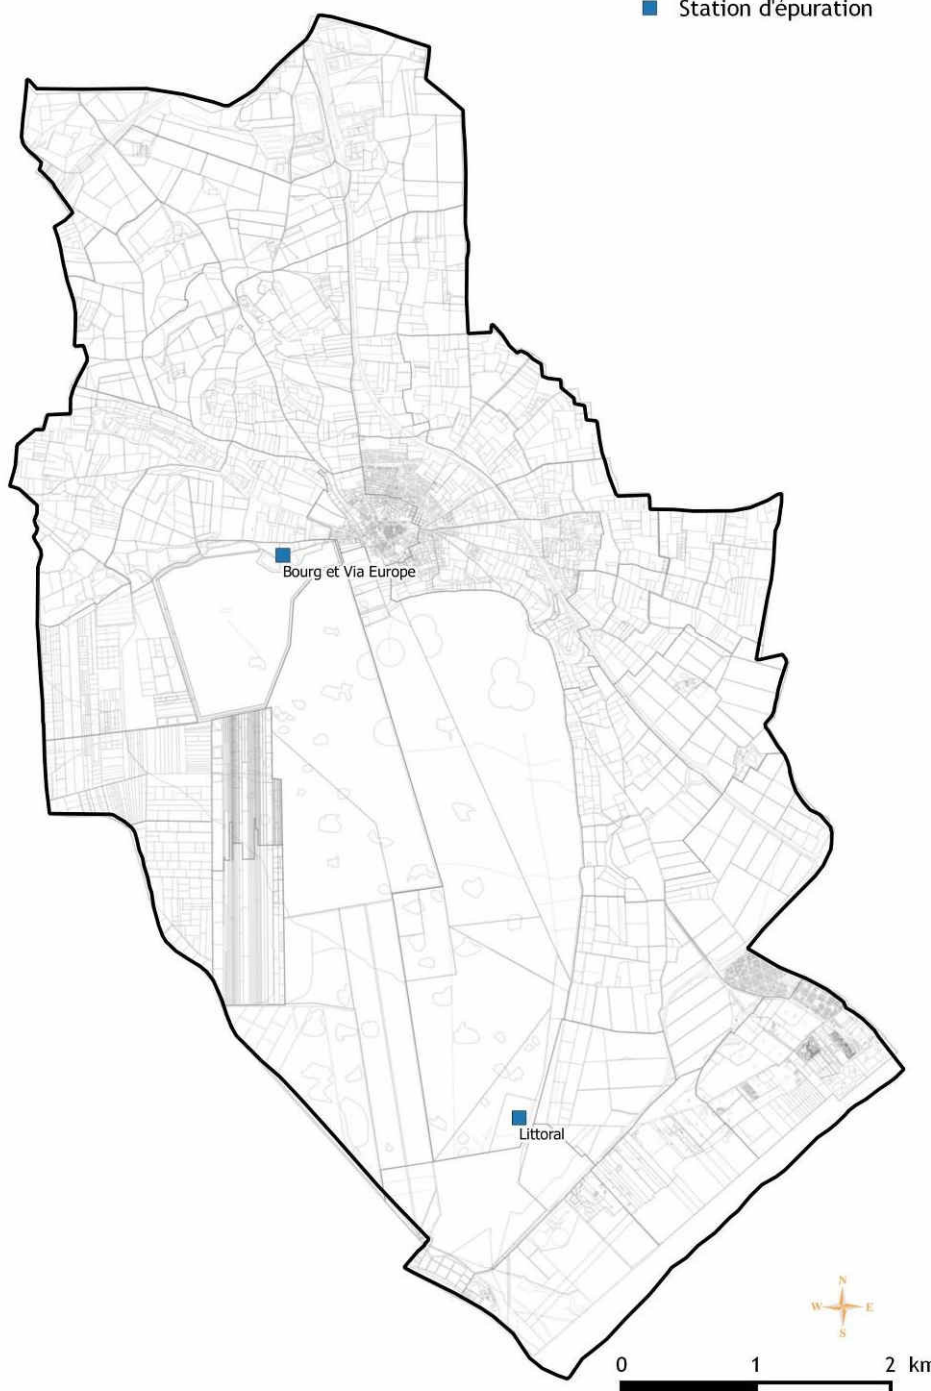 Station d'épuration
Bourg et Via Europe
Littoral
N
W E
S
0 1 2 km